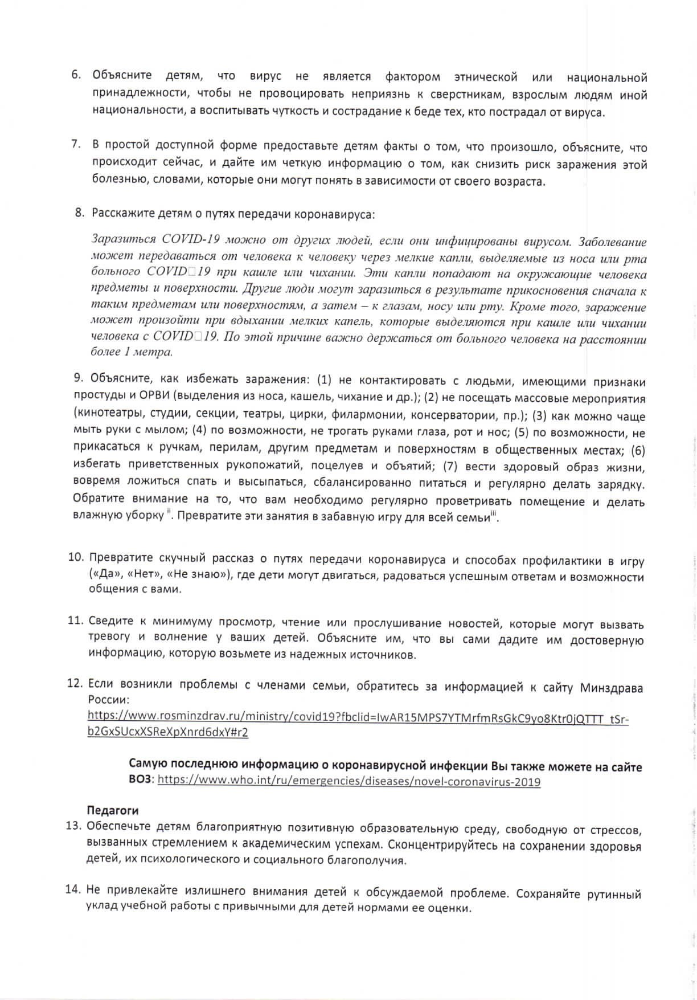 6. Объясните детям, что вирус не является фактором этнической или национальной
принадлежности, чтобы не провоцировать неприязнь к сверстникам, взрослым людям иной
национальности, а воспитывать чуткость и сострадание к беде тех, кто пострадал от вируса.
7. В простой доступной форме предоставьте детям факты о том, что произошло, объясните, что
происходит сейчас, и дайте им четкую информацию о том, как снизить риск заражения этой
болезнью, словами, которые они могут понять в зависимости от своего возраста.
8. Расскажите детям о путях передачи коронавируса:
Заразиться COVID-19 можно от других людей, если они инфицированы вирусом. Заболевание
может передаваться от человека к человеку через мелкие капли, выделяемые из носа или рта
больного COVID□19 при кашле или чихании. Эти капли попадают на окружающие человека
предметы и поверхности. Другие люди могут заразиться в результате прикосновения сначала к
таким предметам или поверхностям, а затем – к глазам, носу или рту. Кроме того, заражение
может произойти при вдыхании мелких капель, которые выделяются при кашле или чихании
человека с COVID□19. По этой причине важно держаться от больного человека на расстоянии
более 1 метра.
9. Объясните, как избежать заражения: (1) не контактировать с людьми, имеющими признаки
простуды и ОРВИ (выделения из носа, кашель, чихание и др.); (2) не посещать массовые мероприятия
(кинотеатры, студии, секции, театры, цирки, филармонии, консерватории, пр.); (3) как можно чаще
мыть руки с мылом; (4) по возможности, не трогать руками глаза, рот и нос; (5) по возможности, не
прикасаться к ручкам, перилам, другим предметам и поверхностям в общественных местах; (6)
избегать приветственных рукопожатий, поцелуев и объятий; (7) вести здоровый образ жизни,
вовремя ложиться спать и высыпаться, сбалансированно питаться и регулярно делать зарядку.
Обратите внимание на то, что вам необходимо регулярно проветривать помещение и делать
влажную уборку ii. Превратите эти занятия в забавную игру для всей семьиiii.
10. Превратите скучный рассказ о путях передачи коронавируса и способах профилактики в игру
(«Да», «Нет», «Не знаю»), где дети могут двигаться, радоваться успешным ответам и возможности
общения с вами.
11. Сведите к минимуму просмотр, чтение или прослушивание новостей, которые могут вызвать
тревогу и волнение у ваших детей. Объясните им, что вы сами дадите им достоверную
информацию, которую возьмете из надежных источников.
12. Если возникли проблемы с членами семьи, обратитесь за информацией к сайту Минздрава
России:
https://www.rosminzdrav.ru/ministry/covid19?fbclid=IwAR15MPS7YTMrfmRsGkC9yo8Ktr0jQTTT_tSr-
b2GxSUcxXSReXpXnrd6dxY#r2
Самую последнюю информацию о коронавирусной инфекции Вы также можете на сайте
ВОЗ: https://www.who.int/ru/emergencies/diseases/novel-coronavirus-2019
Педагоги
13. Обеспечьте детям благоприятную позитивную образовательную среду, свободную от стрессов,
вызванных стремлением к академическим успехам. Сконцентрируйтесь на сохранении здоровья
детей, их психологического и социального благополучия.
14. Не привлекайте излишнего внимания детей к обсуждаемой проблеме. Сохраняйте рутинный
уклад учебной работы с привычными для детей нормами ее оценки.